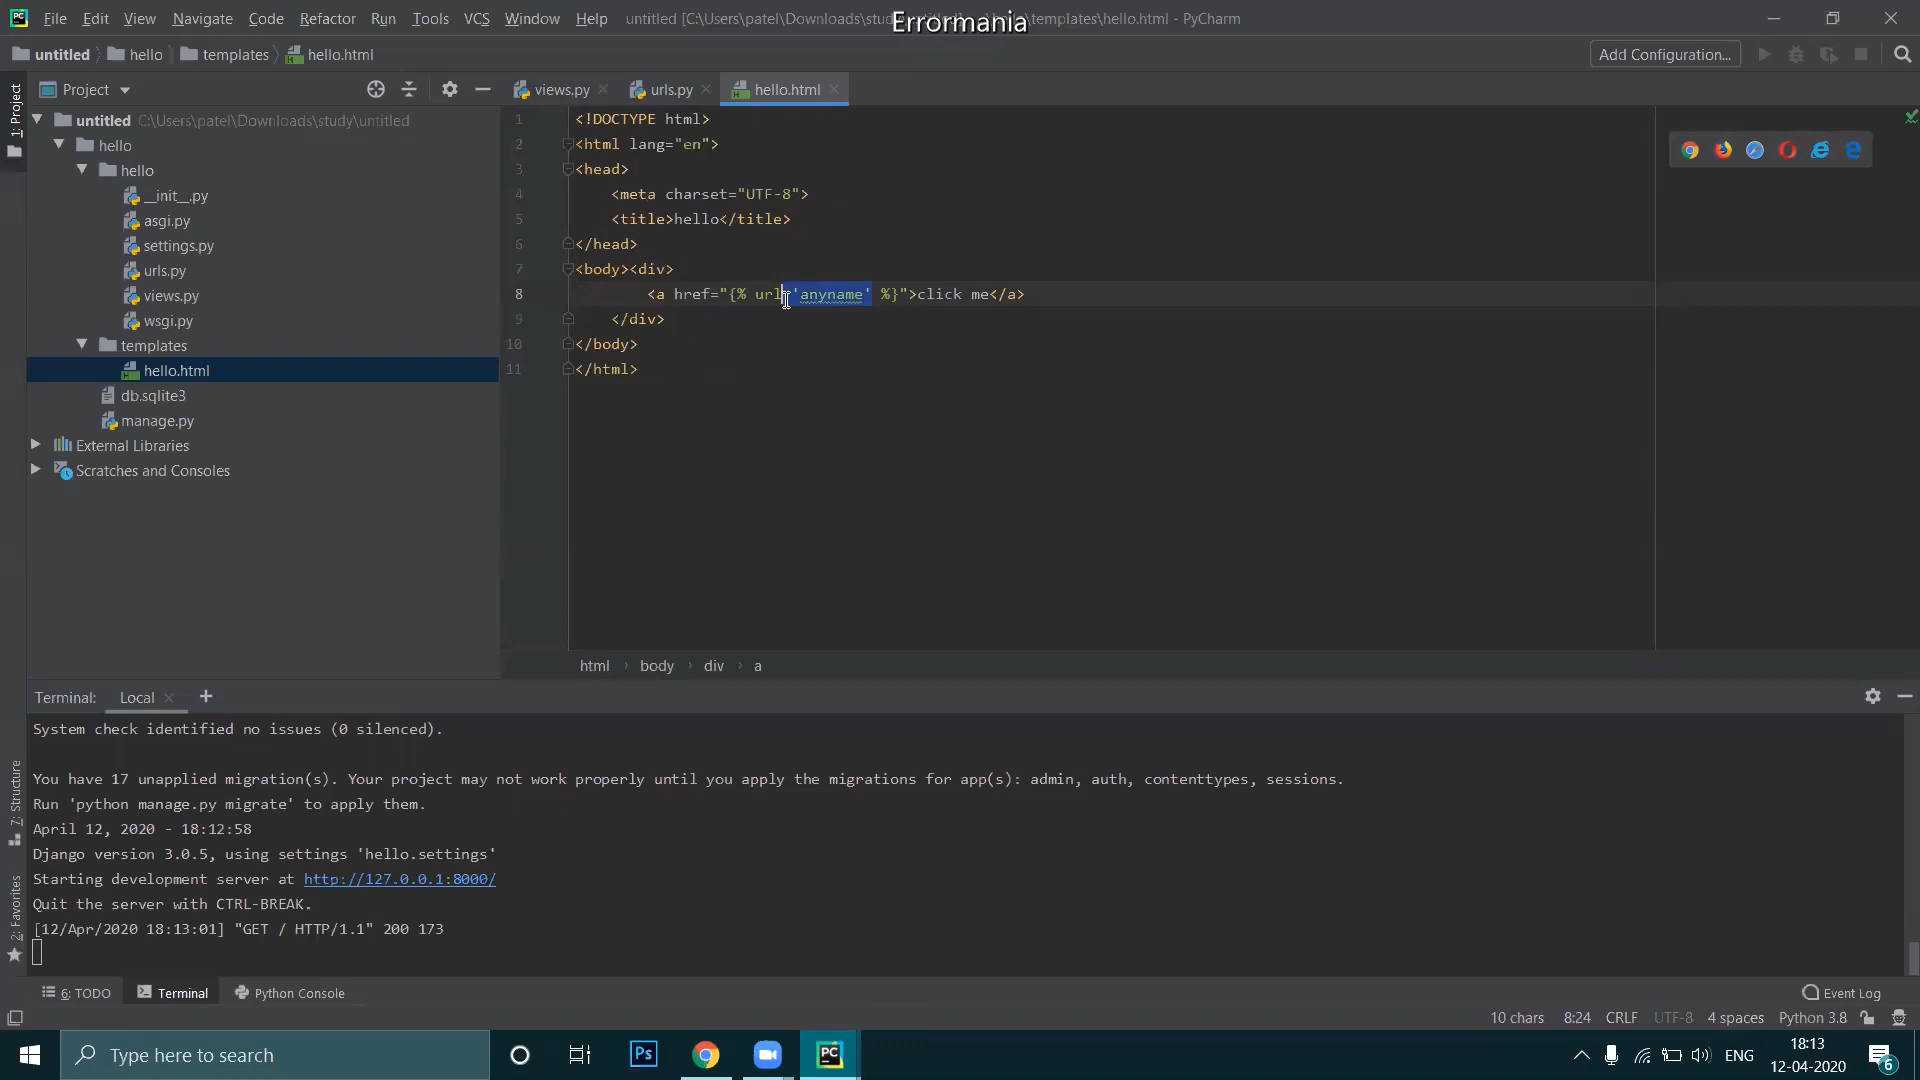 File Edit View Navigate Code Refactor Run Tools VCS Window Help untitled [C:\Users\patel\Downloads\study\ \templates\hello.html - PyCharm
Errormania
untitled hello templates hello.html
Add Configuration...
1: Project
Project
views.py urls.py hello.html
untitled C:\Users\patel\Downloads\study\untitled
hello
hello
__init__.py
asgi.py
settings.py
urls.py
views.py
wsgi.py
templates
hello.html
db.sqlite3
manage.py
External Libraries
Scratches and Consoles
1 <!DOCTYPE html>
2 <html lang="en">
3 <head>
4 <meta charset="UTF-8">
5 <title>hello</title>
6 </head>
7 <body><div>
8 <a href="{% url 'anyname' %}">click me</a>
9 </div>
10 </body>
11 </html>
html body div a
Terminal: Local
System check identified no issues (0 silenced).
You have 17 unapplied migration(s). Your project may not work properly until you apply the migrations for app(s): admin, auth, contenttypes, sessions.
Run 'python manage.py migrate' to apply them.
April 12, 2020 - 18:12:58
Django version 3.0.5, using settings 'hello.settings'
Starting development server at http://127.0.0.1:8000/
Quit the server with CTRL-BREAK.
[12/Apr/2020 18:13:01] "GET / HTTP/1.1" 200 173
7: Structure
2: Favorites
6: TODO Terminal Python Console Event Log
10 chars 8:24 CRLF UTF-8 4 spaces Python 3.8
Type here to search
Ps
PC
ENG
18:13
12-04-2020
6